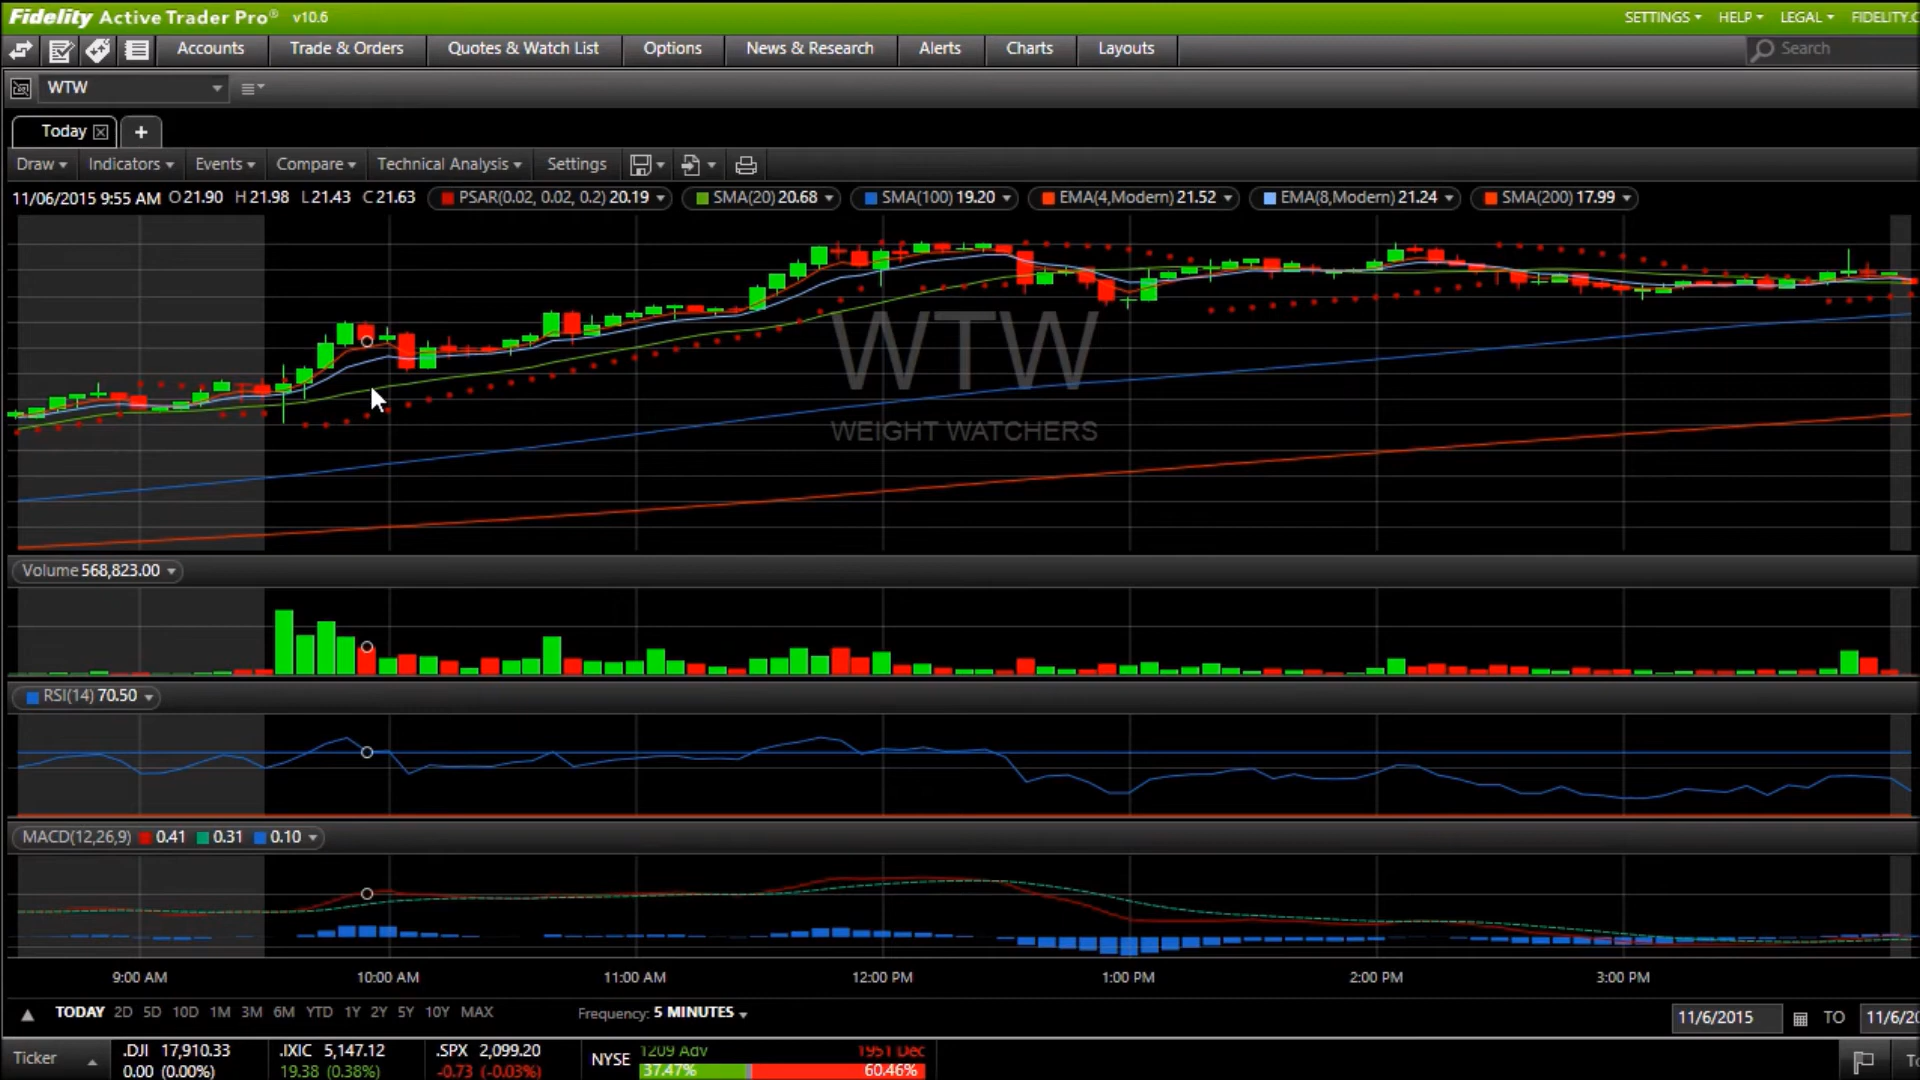 Fidelity Active Trader Pro® v10.6
SETTINGS HELP LEGAL FIDELITY.C
Accounts Trade & Orders Quotes & Watch List Options News & Research Alerts Charts Layouts Search
WTW
Today +
Draw Indicators Events Compare Technical Analysis Settings
11/06/2015 9:55 AM O 21.90 H 21.98 L 21.43 C 21.63 PSAR(0.02, 0.02, 0.2) 20.19 SMA(20) 20.68 SMA(100) 19.20 EMA(4,Modern) 21.52 EMA(8,Modern) 21.24 SMA(200) 17.99
WTW
WEIGHT WATCHERS
Volume 568,823.00
RSI(14) 70.50
MACD(12,26,9) 0.41 0.31 0.10
9:00 AM 10:00 AM 11:00 AM 12:00 PM 1:00 PM 2:00 PM 3:00 PM
TODAY 2D 5D 10D 1M 3M 6M YTD 1Y 2Y 5Y 10Y MAX Frequency: 5 MINUTES 11/6/2015 TO 11/6/20
Ticker .DJI 17,910.33 .IXIC 5,147.12 .SPX 2,099.20 NYSE 1209 Adv 1951 Dec
0.00 (0.00%) 19.38 (0.38%) -0.73 (-0.03%) 37.47% 60.46%